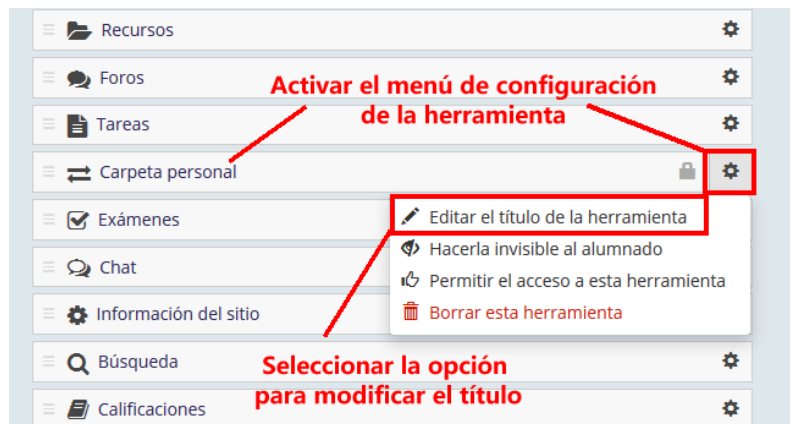 Recursos
Foros
Activar el menú de configuración
de la herramienta
Tareas
Carpeta personal
Editar el título de la herramienta
Exámenes
Hacerla invisible al alumnado
Chat
Permitir el acceso a esta herramienta
Información del sitio
Borrar esta herramienta
Búsqueda
Seleccionar la opción
para modificar el título
Calificaciones